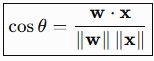 cos θ = w · x / ‖w‖ ‖x‖